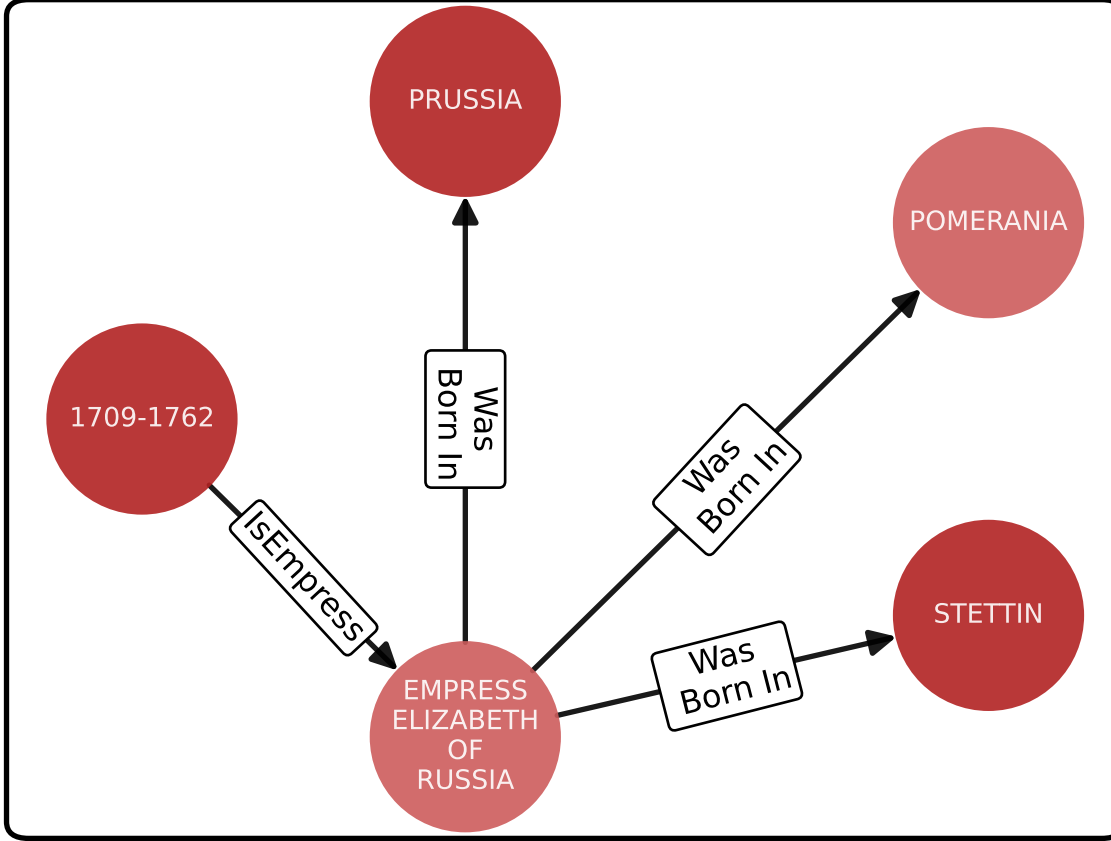 PRUSSIA
POMERANIA
1709-1762
Was
Born In
Was
Born In
IsEmpress
STETTIN
Was
Born In
EMPRESS
ELIZABETH
OF
RUSSIA